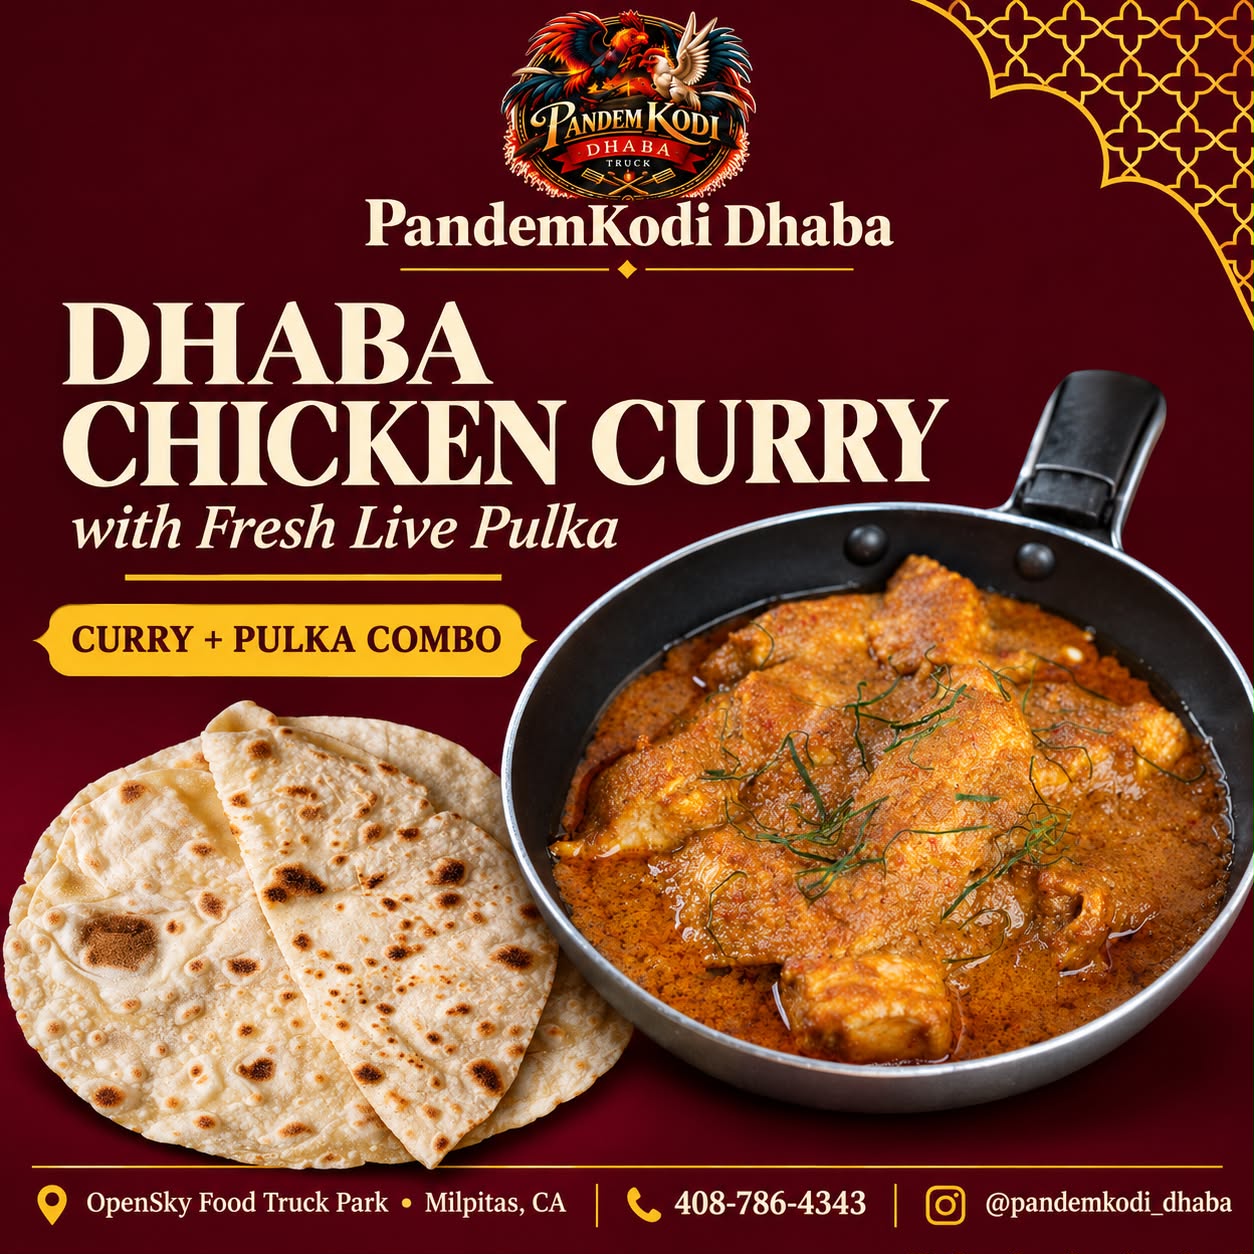 PANDEM KODI
DHABA
TRUCK
PandemKodi Dhaba
DHABA
CHICKEN CURRY
with Fresh Live Pulka
CURRY + PULKA COMBO
OpenSky Food Truck Park • Milpitas, CA
408-786-4343
@pandemkodi_dhaba